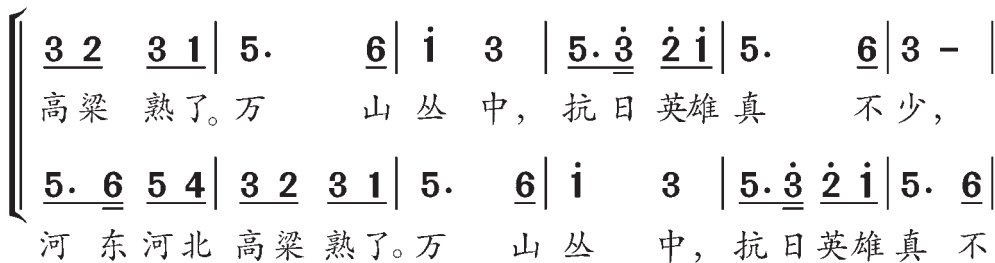 3 2 3 1 | 5. 6 | i 3 | 5. 3̇ 2̇ 1̇ | 5. 6 | 3 – |
高粱 熟了。万 山 丛 中，抗日 英雄 真 不少，
5. 6 5 4 | 3 2 3 1 | 5. 6 | i 3 | 5. 3̇ 2̇ 1̇ | 5. 6
河 东 河北 高粱 熟了。万 山 丛 中，抗日英雄真 不